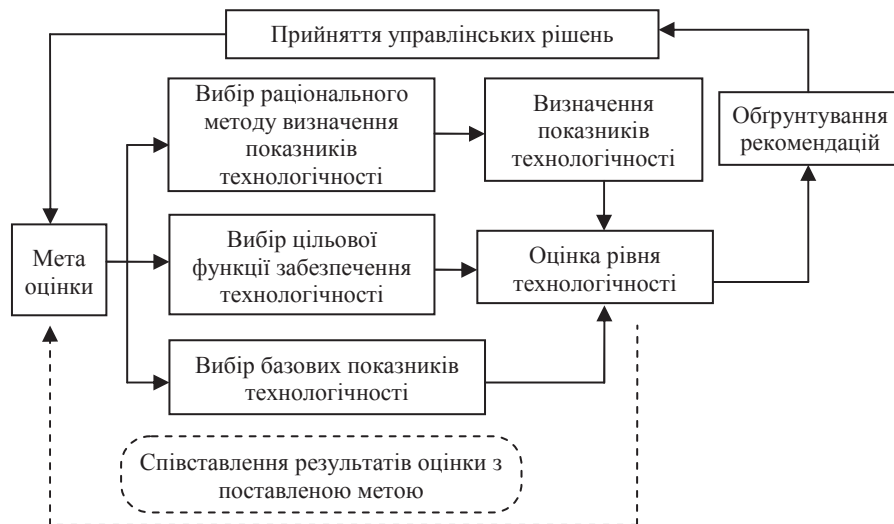 Прийняття управлінських рішень
Вибір раціонального
методу визначення
показників
технологічності
Визначення
показників
технологічності
Обґрунтування
рекомендацій
Мета
оцінки
Вибір цільової
функції забезпечення
технологічності
Оцінка рівня
технологічності
Вибір базових показників
технологічності
Співставлення результатів оцінки з
поставленою метою